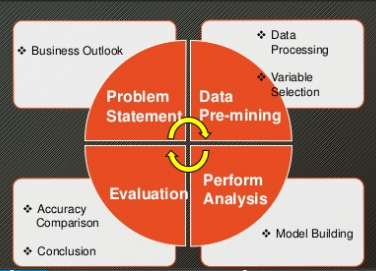 ❖ Business Outlook
❖ Data
Processing
❖ Variable
Selection
Problem
Statement
Data
Pre-mining
Evaluation
Perform
Analysis
❖ Accuracy
Comparison
❖ Conclusion
❖ Model Building